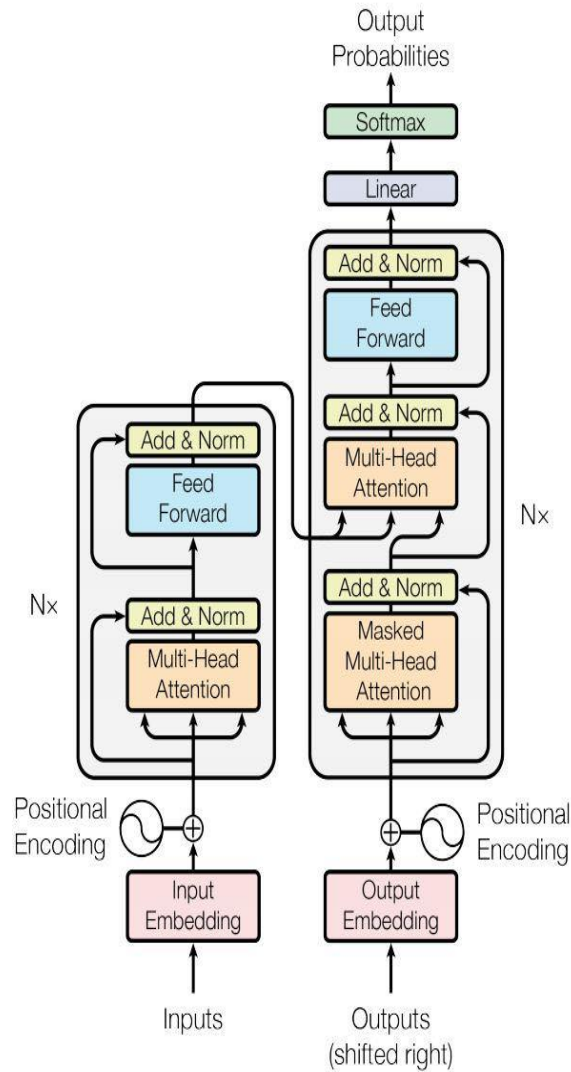 Output
Probabilities
Softmax
Linear
Add & Norm
Feed
Forward
Add & Norm
Multi-Head
Attention
Add & Norm
Masked
Multi-Head
Attention
Nx
Add & Norm
Feed
Forward
Add & Norm
Multi-Head
Attention
Nx
Positional
Encoding
Positional
Encoding
Input
Embedding
Output
Embedding
Inputs
Outputs
(shifted right)